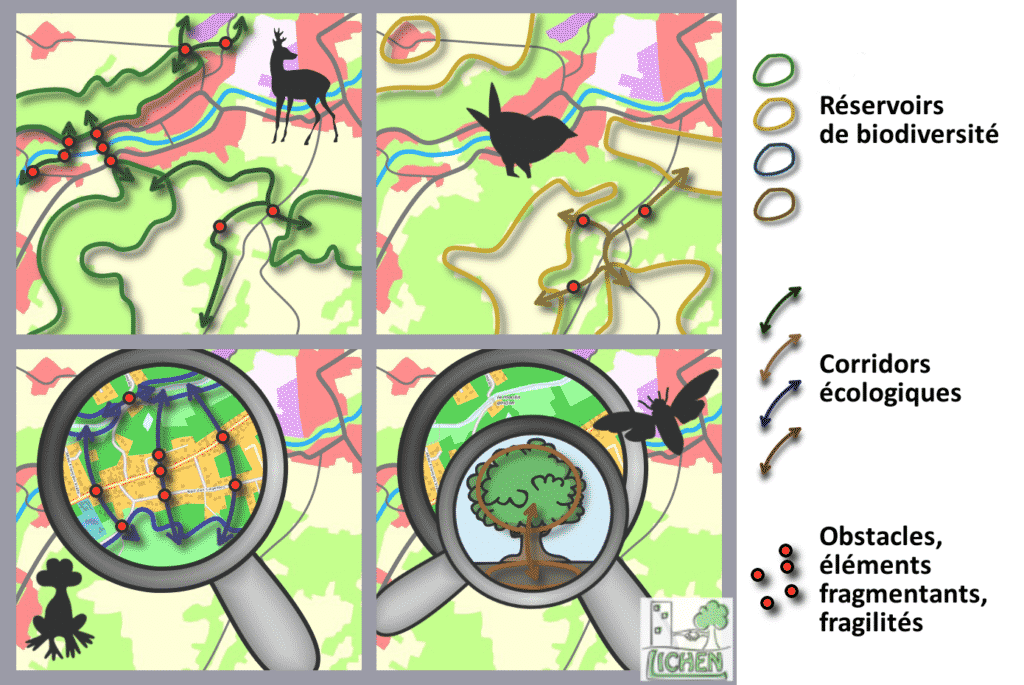 Réservoirs
de biodiversité
Corridors
écologiques
Obstacles,
éléments
fragmentants,
fragilités
LICHEN